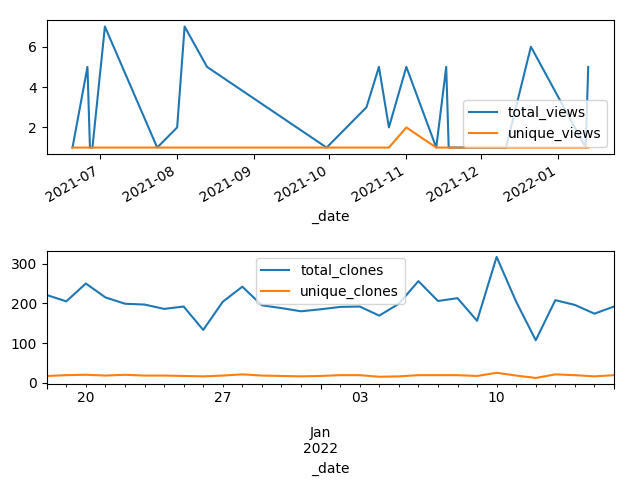 6
4
2
total_views
unique_views
2021-07
2021-08
2021-09
2021-10
2021-11
2021-12
2022-01
_date
300
200
100
0
total_clones
unique_clones
20
27
03
10
Jan
2022
_date